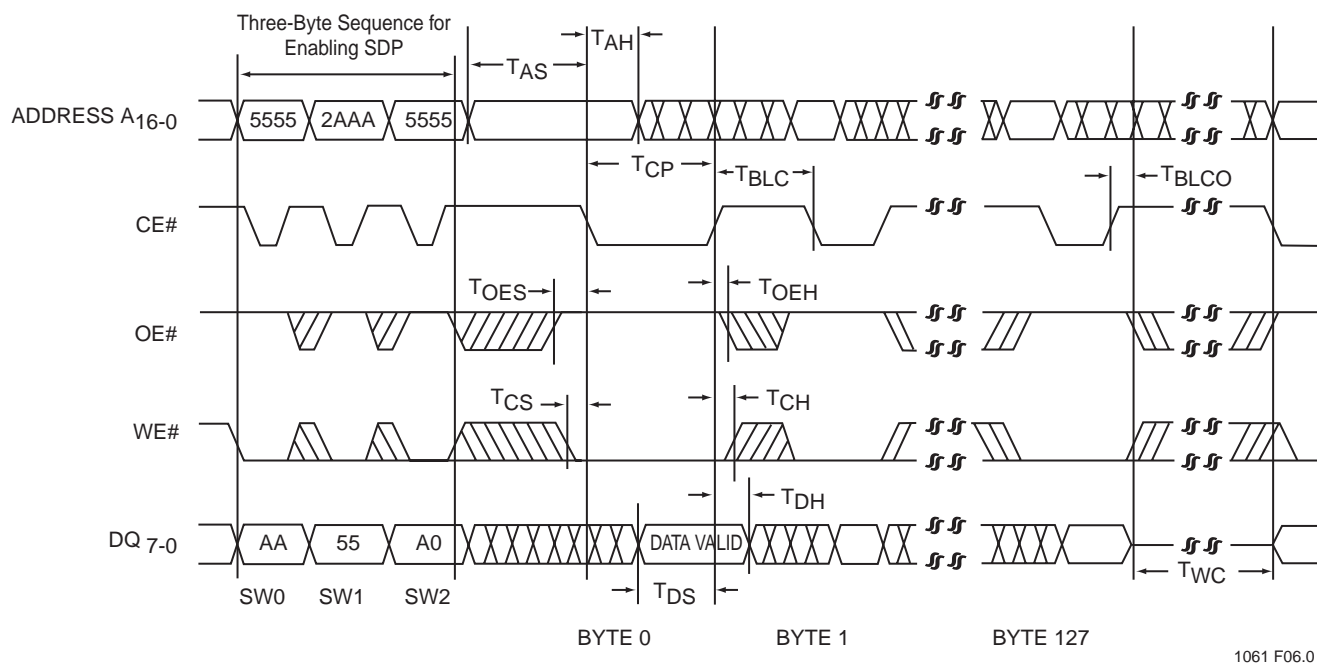 Three-Byte Sequence for
Enabling SDP
TAH
TAS
ADDRESS A16-0
5555 2AAA 5555
TCP
TBLC
TBLCO
CE#
TOES
TOEH
OE#
TCS
TCH
WE#
TDH
DQ 7-0
AA 55 A0 DATA VALID
TWC
SW0 SW1 SW2
TDS
BYTE 0 BYTE 1 BYTE 127
1061 F06.0